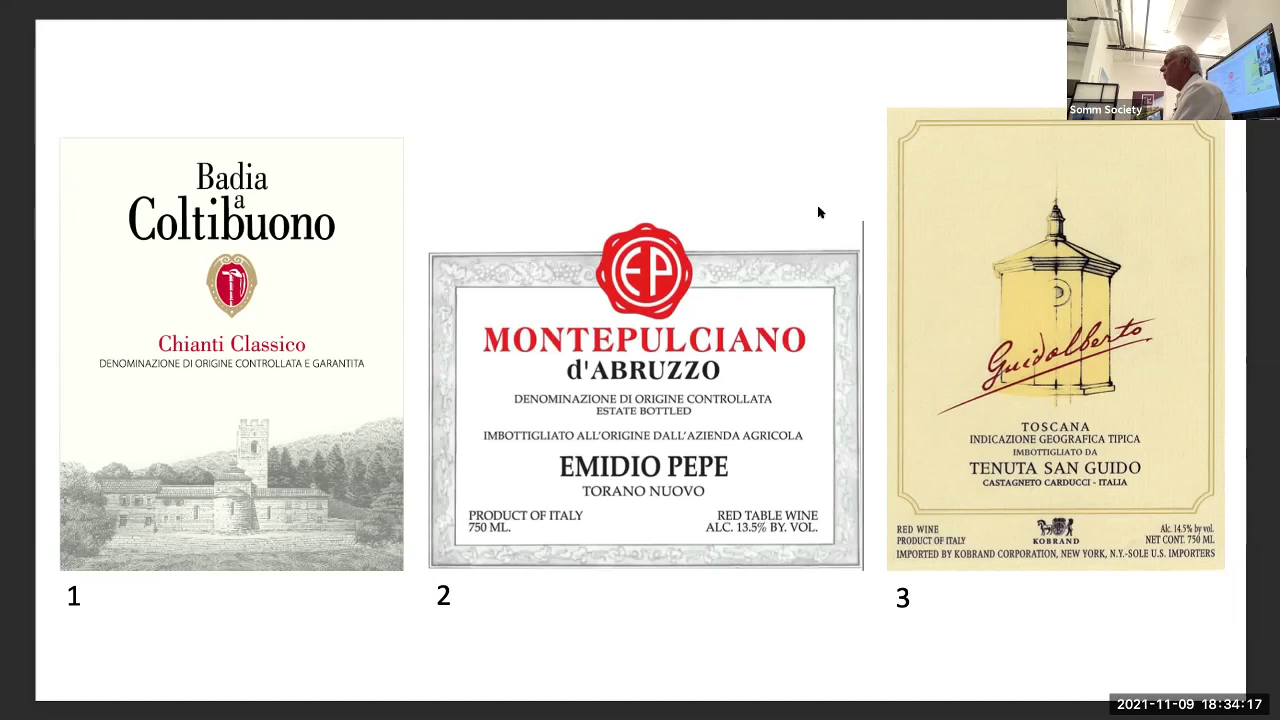 Somm Society
Badia
a
Coltibuono
Chianti Classico
DENOMINAZIONE DI ORIGINE CONTROLLATA E GARANTITA
1
EP
MONTEPULCIANO
d'ABRUZZO
DENOMINAZIONE DI ORIGINE CONTROLLATA
ESTATE BOTTLED
IMBOTTIGLIATO ALL'ORIGINE DALL'AZIENDA AGRICOLA
EMIDIO PEPE
TORANO NUOVO
PRODUCT OF ITALY
750 ML.
RED TABLE WINE
ALC. 13.5% BY. VOL.
2
Guidalberto
TOSCANA
INDICAZIONE GEOGRAFICA TIPICA
IMBOTTIGLIATO DA
TENUTA SAN GUIDO
CASTAGNETO CARDUCCI - ITALIA
RED WINE
PRODUCT OF ITALY
KOBRAND
Alc. 14.5% by vol.
NET CONT. 750 ML
IMPORTED BY KOBRAND CORPORATION, NEW YORK, N.Y.-SOLE U.S. IMPORTERS
3
2021-11-09 18:34:17